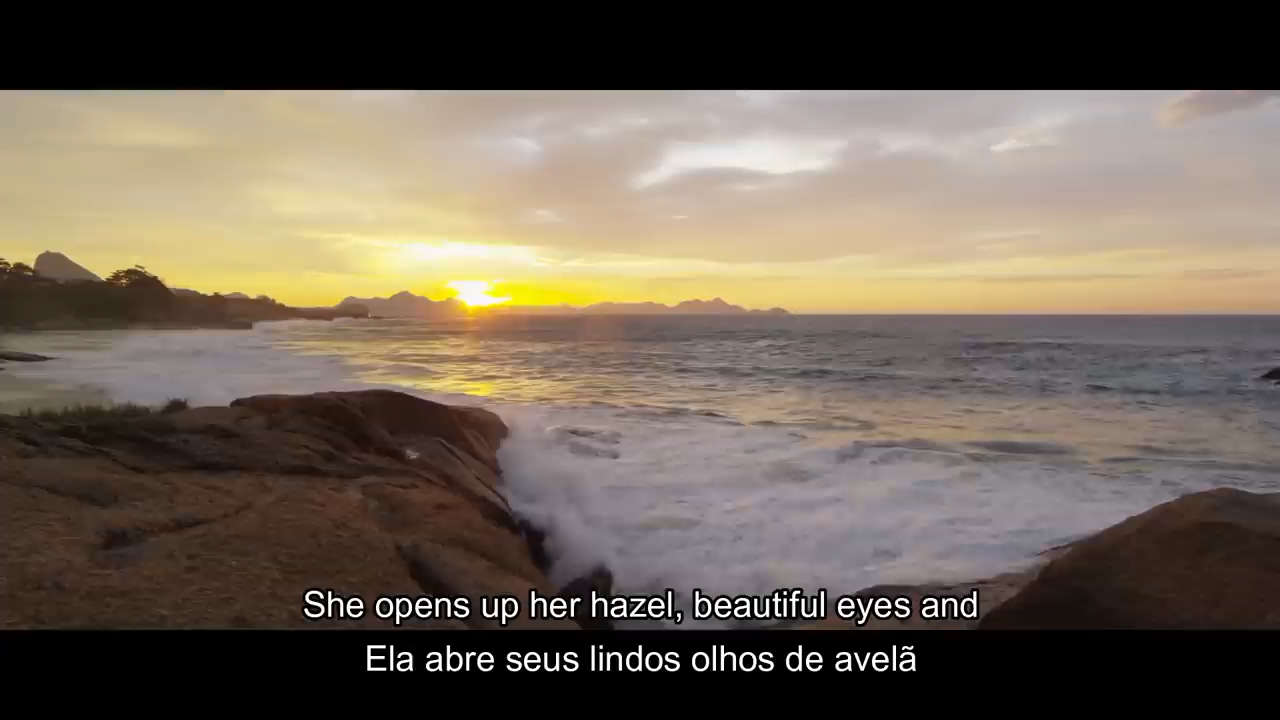 She opens up her hazel, beautiful eyes and
Ela abre seus lindos olhos de avelã